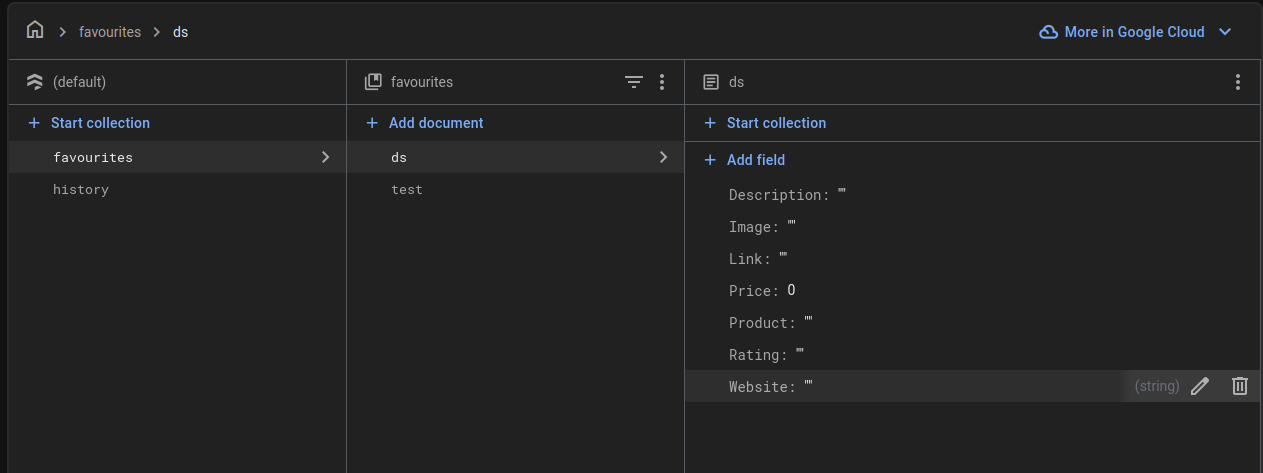 favourites ds
More in Google Cloud
(default)
favourites
ds
+ Start collection
+ Add document
+ Start collection
favourites
ds
+ Add field
history
test
Description: ""
Image: ""
Link: ""
Price: 0
Product: ""
Rating: ""
Website: ""
(string)